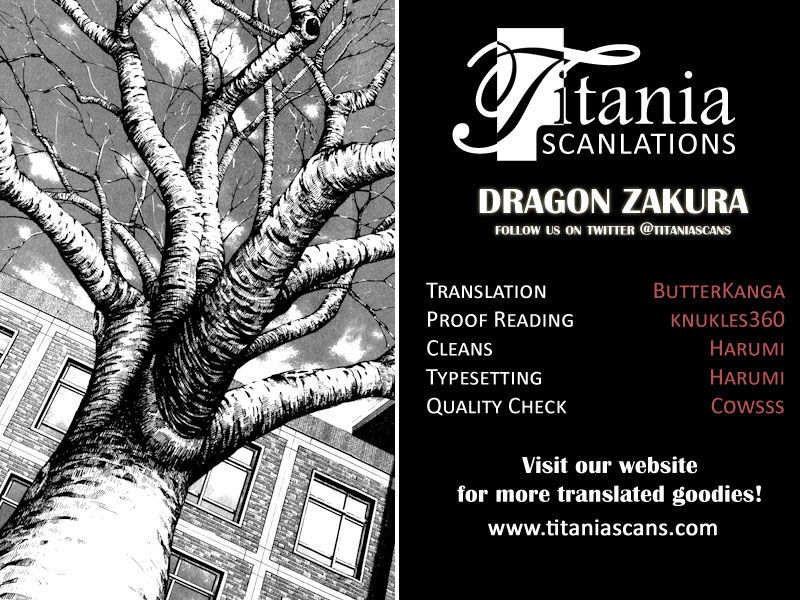 Titania
SCANLATIONS
DRAGON ZAKURA
FOLLOW US ON TWITTER @TITANIASCANS
TRANSLATION BUTTERKANGA
PROOF READING KNUKLES360
CLEANS HARUMI
TYPESETTING HARUMI
QUALITY CHECK COWSSS
Visit our website
for more translated goodies!
www.titaniascans.com